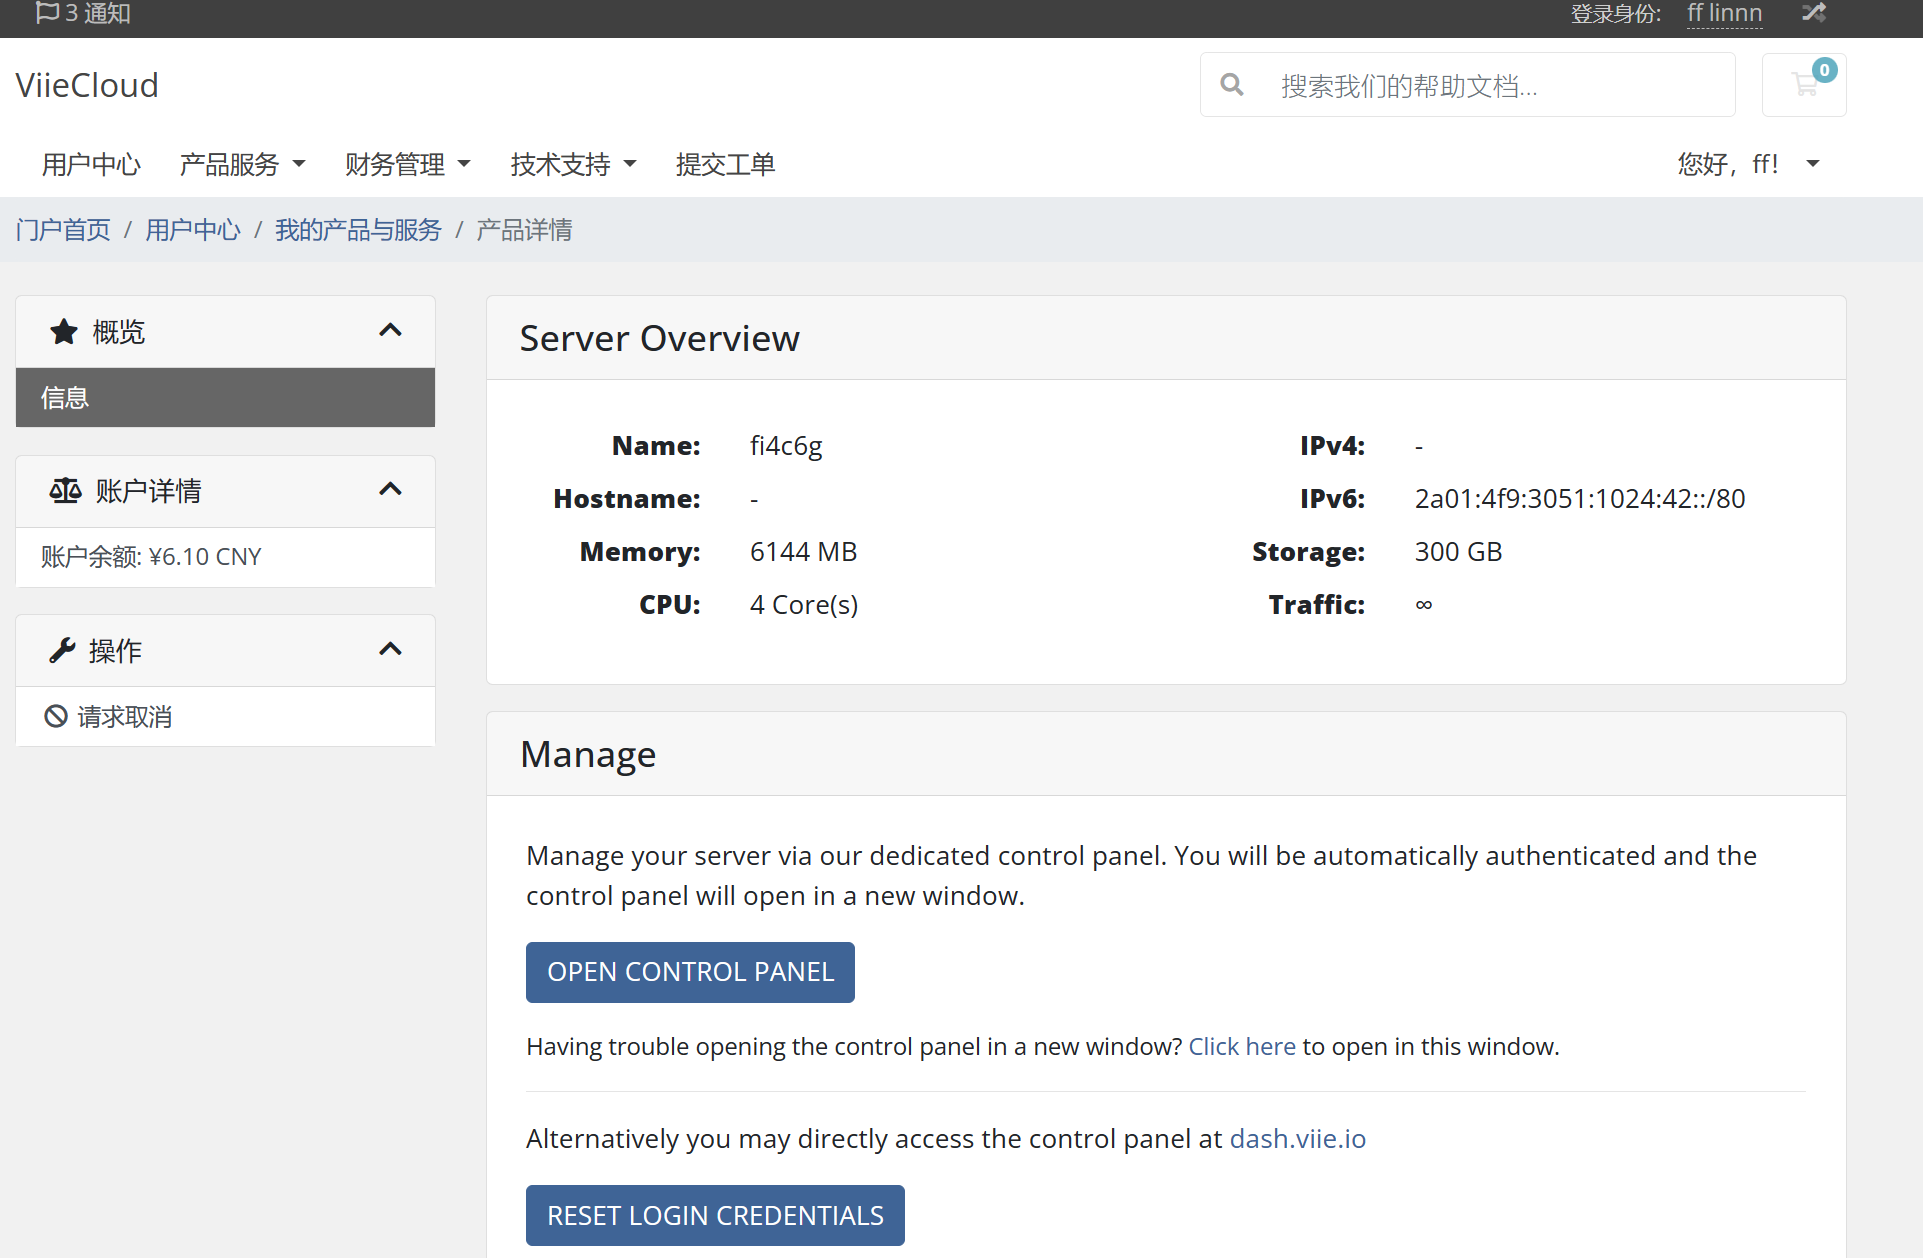 3 通知
登录身份: ff linnn
ViieCloud
搜索我们的帮助文档...
0
用户中心 产品服务 财务管理 技术支持 提交工单
您好，ff！
门户首页 / 用户中心 / 我的产品与服务 / 产品详情
概览
信息
账户详情
账户余额: ¥6.10 CNY
操作
请求取消
Server Overview
Name: fi4c6g
IPv4: -
Hostname: -
IPv6: 2a01:4f9:3051:1024:42::/80
Memory: 6144 MB
Storage: 300 GB
CPU: 4 Core(s)
Traffic: ∞
Manage
Manage your server via our dedicated control panel. You will be automatically authenticated and the
control panel will open in a new window.
OPEN CONTROL PANEL
Having trouble opening the control panel in a new window? Click here to open in this window.
Alternatively you may directly access the control panel at dash.viie.io
RESET LOGIN CREDENTIALS